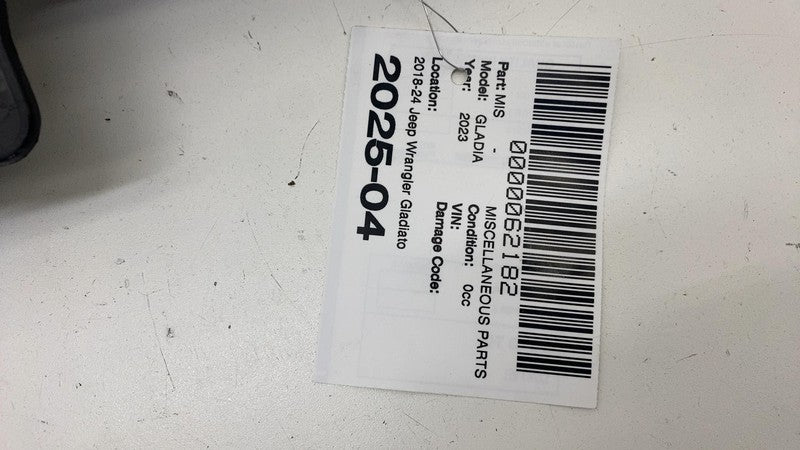 0000062182
Part: MIS - MISCELLANEOUS PARTS
Model: GLADIA Condition: 0cc
Year: 2023 VIN:
Damage Code:
Location:
2018-24 Jeep Wrangler Gladiato
2025-04